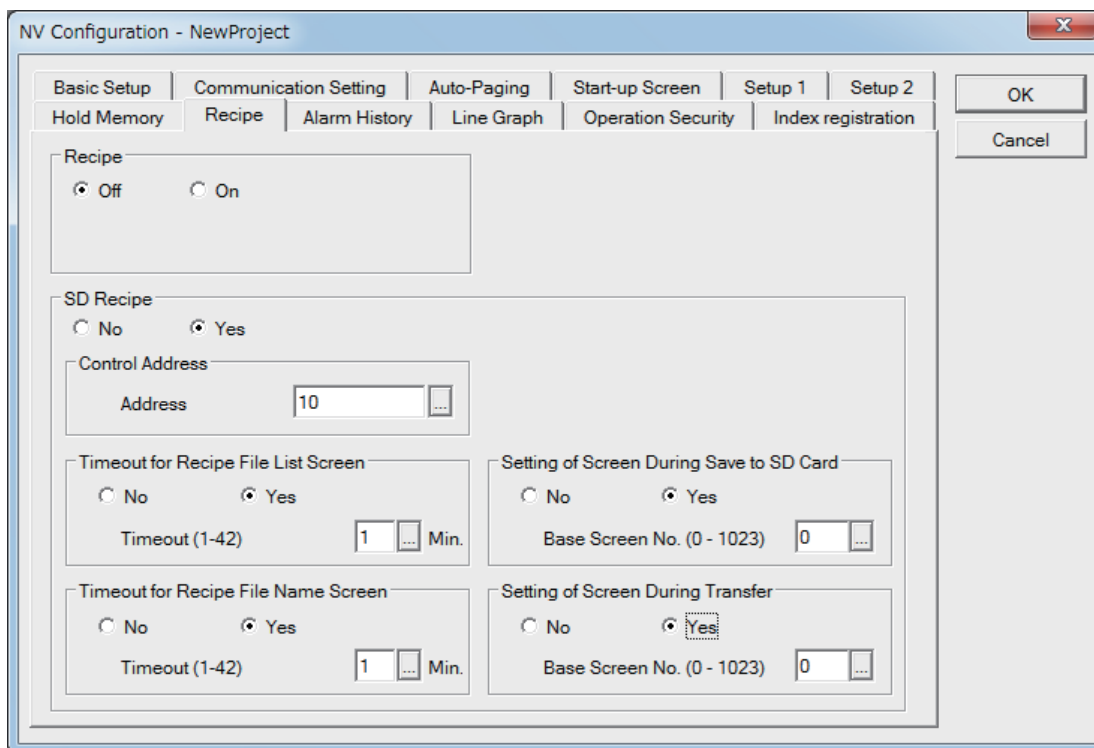 NV Configuration - NewProject
Basic Setup Communication Setting Auto-Paging Start-up Screen Setup 1 Setup 2
Hold Memory Recipe Alarm History Line Graph Operation Security Index registration
OK
Cancel
Recipe
Off On
SD Recipe
No Yes
Control Address
Address 10 ...
Timeout for Recipe File List Screen
No Yes
Timeout (1-42) 1 ... Min.
Setting of Screen During Save to SD Card
No Yes
Base Screen No. (0 - 1023) 0 ...
Timeout for Recipe File Name Screen
No Yes
Timeout (1-42) 1 ... Min.
Setting of Screen During Transfer
No Yes
Base Screen No. (0 - 1023) 0 ...